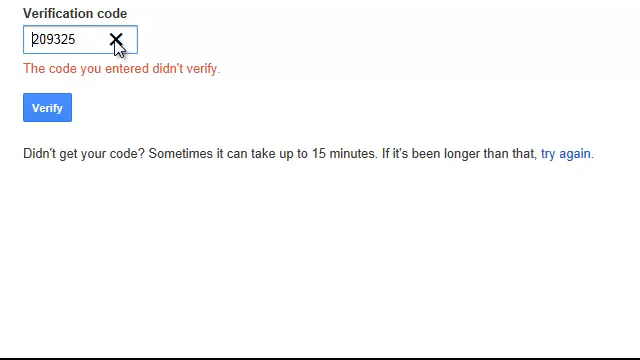 Verification code
209325
The code you entered didn't verify.
Verify
Didn't get your code? Sometimes it can take up to 15 minutes. If it's been longer than that, try again.